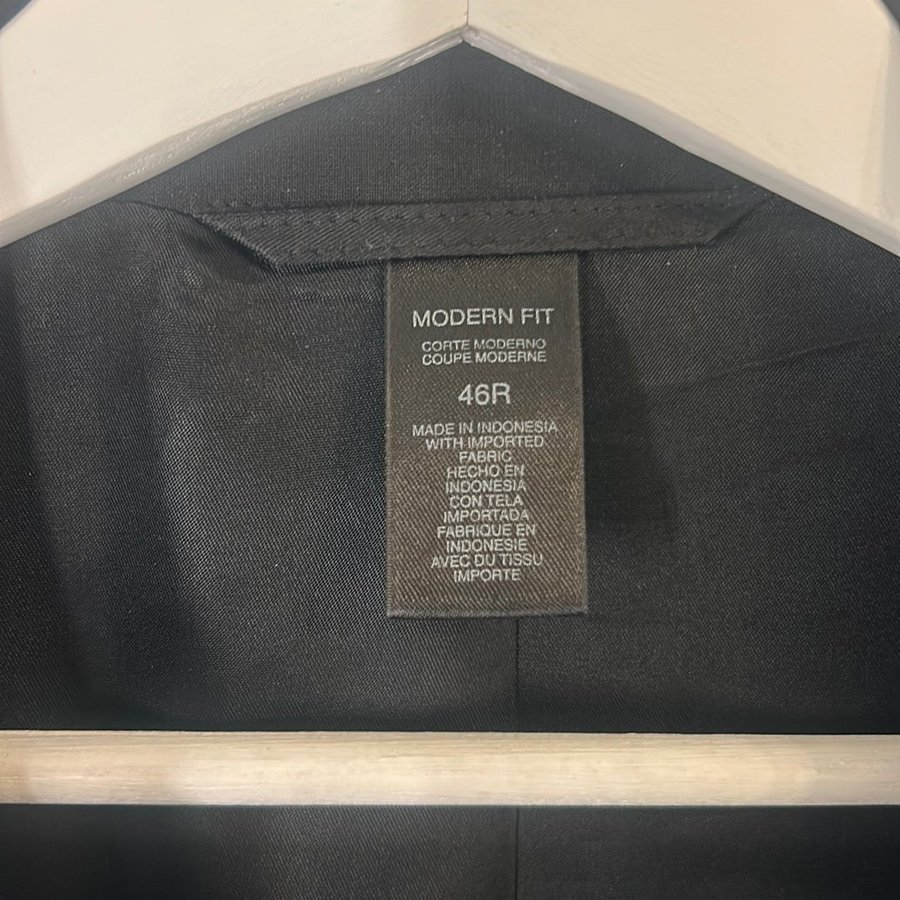 MODERN FIT
CORTE MODERNO
COUPE MODERNE
46R
MADE IN INDONESIA
WITH IMPORTED
FABRIC
HECHO EN
INDONESIA
CON TELA
IMPORTADA
FABRIQUE EN
INDONESIE
AVEC DU TISSU
IMPORTE